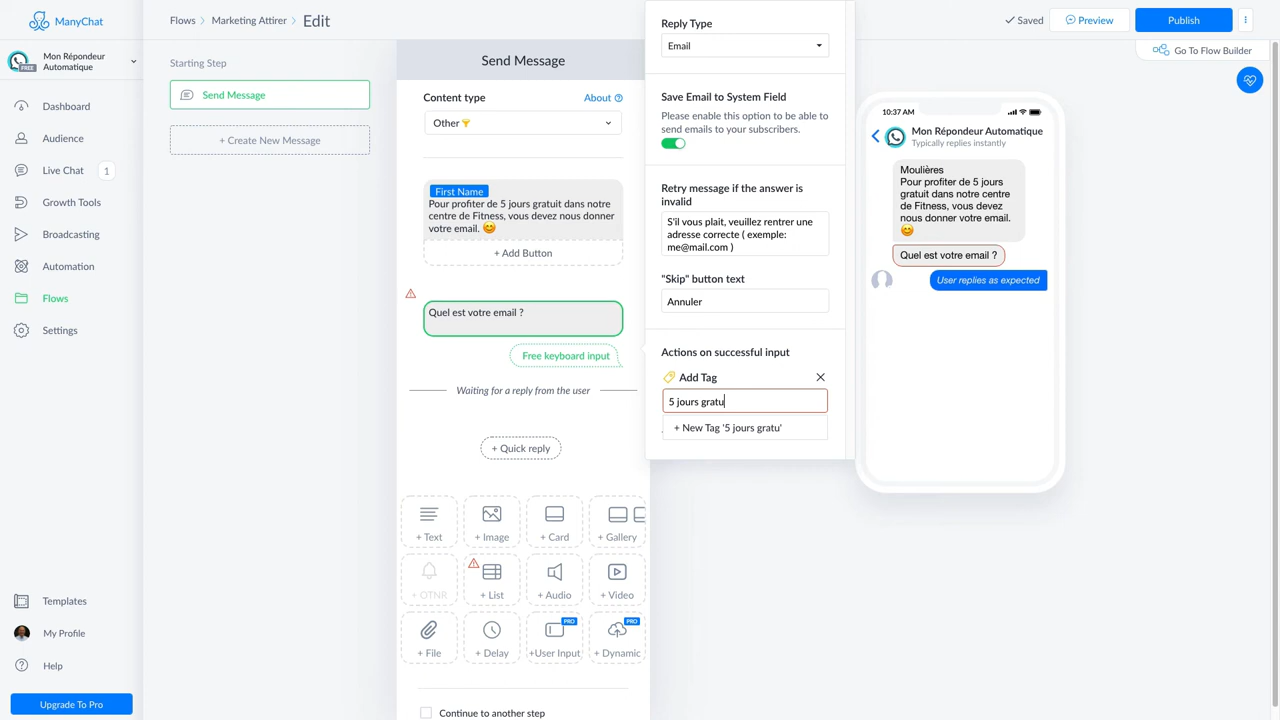 ManyChat
Flows > Marketing Attirer > Edit
Saved
Preview
Publish
Go To Flow Builder
Mon Répondeur
Automatique
FREE
Dashboard
Audience
Live Chat 1
Growth Tools
Broadcasting
Automation
Flows
Settings
Templates
My Profile
Help
Upgrade To Pro
Starting Step
Send Message
+ Create New Message
Send Message
Content type
About
Other
First Name
Pour profiter de 5 jours gratuit dans notre
centre de Fitness, vous devez nous donner
votre email. 😊
+ Add Button
Quel est votre email ?
Free keyboard input
Waiting for a reply from the user
+ Quick reply
+ Text
+ Image
+ Card
+ Gallery
+ OTNR
+ List
+ Audio
+ Video
+ File
+ Delay
PRO
+User Input
PRO
+ Dynamic
Continue to another step
Reply Type
Email
Save Email to System Field
Please enable this option to be able to
send emails to your subscribers.
Retry message if the answer is
invalid
S'il vous plait, veuillez rentrer une
adresse correcte ( exemple:
me@mail.com )
"Skip" button text
Annuler
Actions on successful input
Add Tag
5 jours gratu
+ New Tag '5 jours gratu'
10:37 AM
Mon Répondeur Automatique
Typically replies instantly
Moulières
Pour profiter de 5 jours
gratuit dans notre centre
de Fitness, vous devez
nous donner votre email.
😊
Quel est votre email ?
User replies as expected